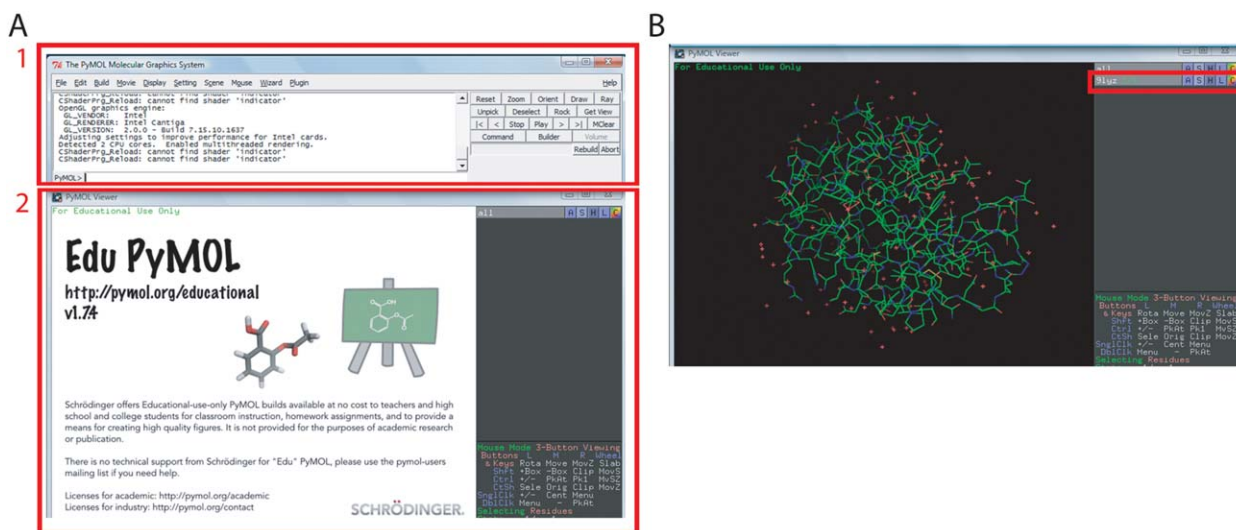 A
1
The PyMOL Molecular Graphics System
File Edit Build Movie Display Setting Scene Mouse Wizard Plugin Help
CShaderPrg_Reload: cannot find shader 'indicator'
CShaderPrg_Reload: cannot find shader 'indicator'
OpenGL graphics engine:
GL_VENDOR: Intel
GL_RENDERER: Intel Cantiga
GL_VERSION: 2.0.0 - Build 7.15.10.1637
Adjusting settings to improve performance for Intel cards.
Detected 2 CPU cores. Enabled multithreaded rendering.
CShaderPrg_Reload: cannot find shader 'indicator'
CShaderPrg_Reload: cannot find shader 'indicator'
PyMOL>
Reset Zoom Orient Draw Ray
Unpick Deselect Rock Get View
|< < Stop Play > >| MClear
Command Builder Volume
Rebuild Abort
2
PyMOL Viewer
For Educational Use Only
all A S H L C
Edu PyMOL
http://pymol.org/educational
v1.7.4
OH
O
O
O
Schrödinger offers Educational-use-only PyMOL builds available at no cost to teachers and high
school and college students for classroom instruction, homework assignments, and to provide a
means for creating high quality figures. It is not provided for the purposes of academic research
or publication.
There is no technical support from Schrödinger for "Edu" PyMOL, please use the pymol-users
mailing list if you need help.
Licenses for academic: http://pymol.org/academic
Licenses for industry: http://pymol.org/contact
SCHRÖDINGER.
Mouse Mode 3-Button Viewing
Buttons L M R Wheel
& Keys Rota Move MovZ Slab
Shft +Box -Box Clip MovS
Ctrl +/- PkAt Pk1 MvSZ
CtSh Sele Orig Clip MovZ
SnglClk +/- Cent Menu
DblClk Menu - PkAt
Selecting Residues
B
PyMOL Viewer
For Educational Use Only
all A S H L C
9lyz A S H L C
Mouse Mode 3-Button Viewing
Buttons L M R Wheel
& Keys Rota Move MovZ Slab
Shft +Box -Box Clip MovS
Ctrl +/- PkAt Pk1 MvSZ
CtSh Sele Orig Clip MovZ
SnglClk +/- Cent Menu
DblClk Menu - PkAt
Selecting Residues